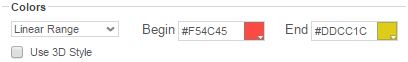 Colors
Linear Range Begin #F54C45 End #DDCC1C
Use 3D Style